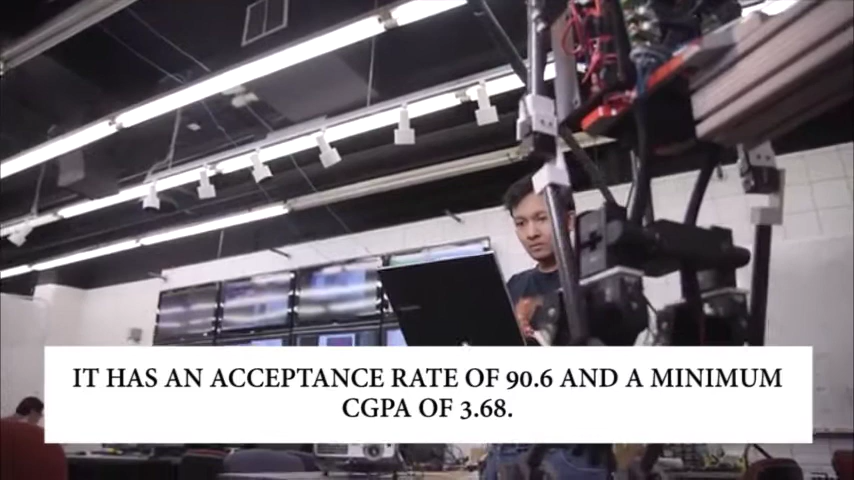 IT HAS AN ACCEPTANCE RATE OF 90.6 AND A MINIMUM
CGPA OF 3.68.